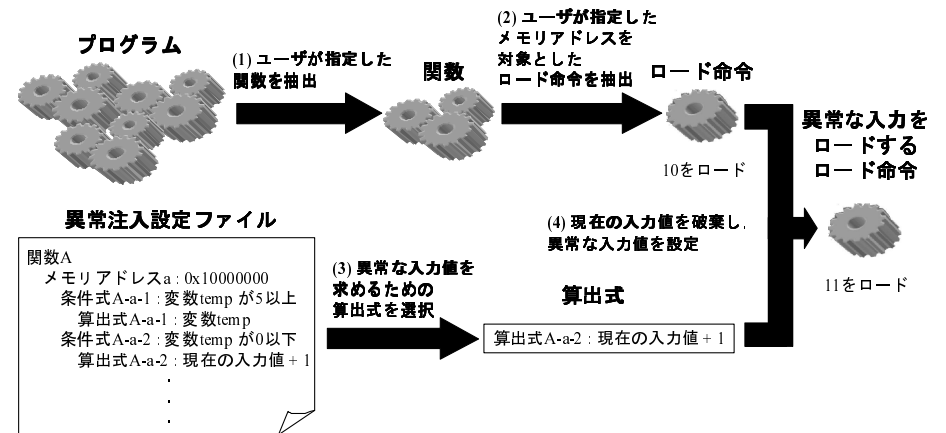 プログラム
(1) ユーザが指定した
関数を抽出
関数
(2) ユーザが指定した
メモリアドレスを
対象とした
ロード命令を抽出
ロード命令
10をロード
異常な入力を
ロードする
ロード命令
11をロード
異常注入設定ファイル
関数A
メモリアドレスa : 0x10000000
条件式A-a-1 : 変数temp が5以上
算出式A-a-1 : 変数temp
条件式A-a-2 : 変数temp が0以下
算出式A-a-2 : 現在の入力値 + 1
.
.
.
(3) 異常な入力値を
求めるための
算出式を選択
(4) 現在の入力値を破棄し,
異常な入力値を設定
算出式
算出式A-a-2 : 現在の入力値 + 1